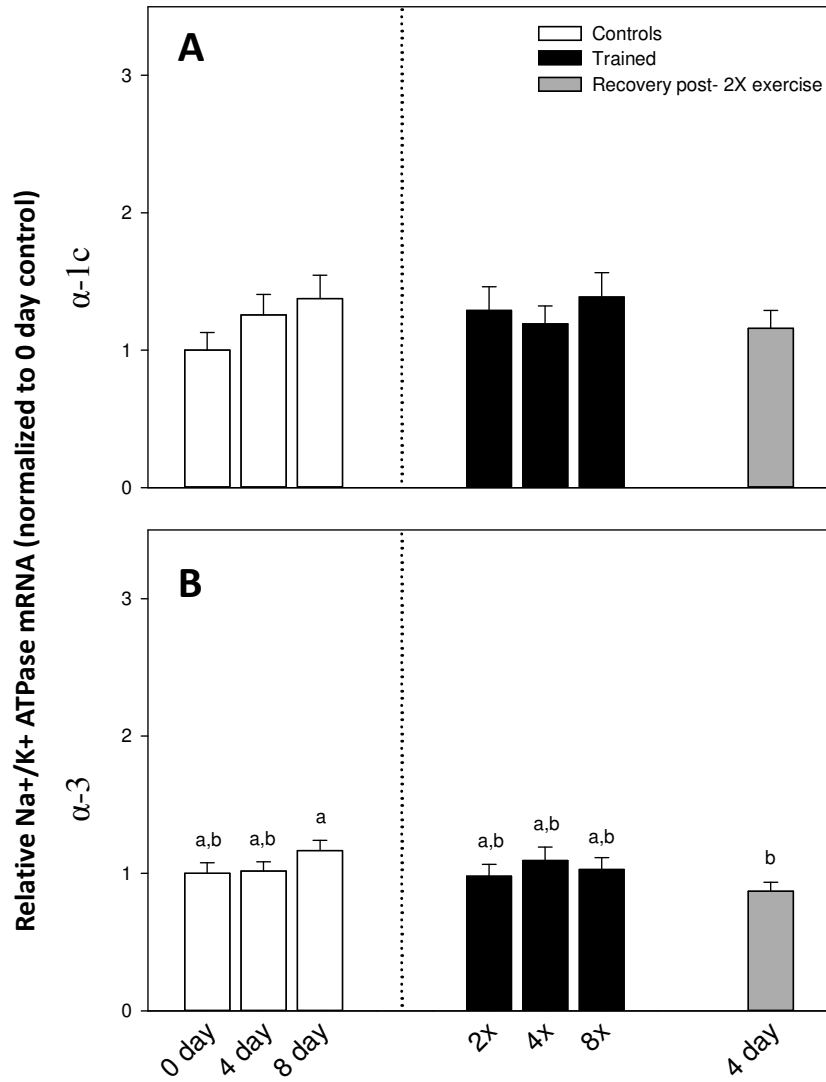 Relative Na+/K+ ATPase mRNA (normalized to 0 day control)
A
Controls
Trained
Recovery post- 2X exercise
α-1c
3
2
1
0
B
α-3
3
2
1
0
a,b
a,b
a
a,b
a,b
a,b
b
0 day
4 day
8 day
2x
4x
8x
4 day